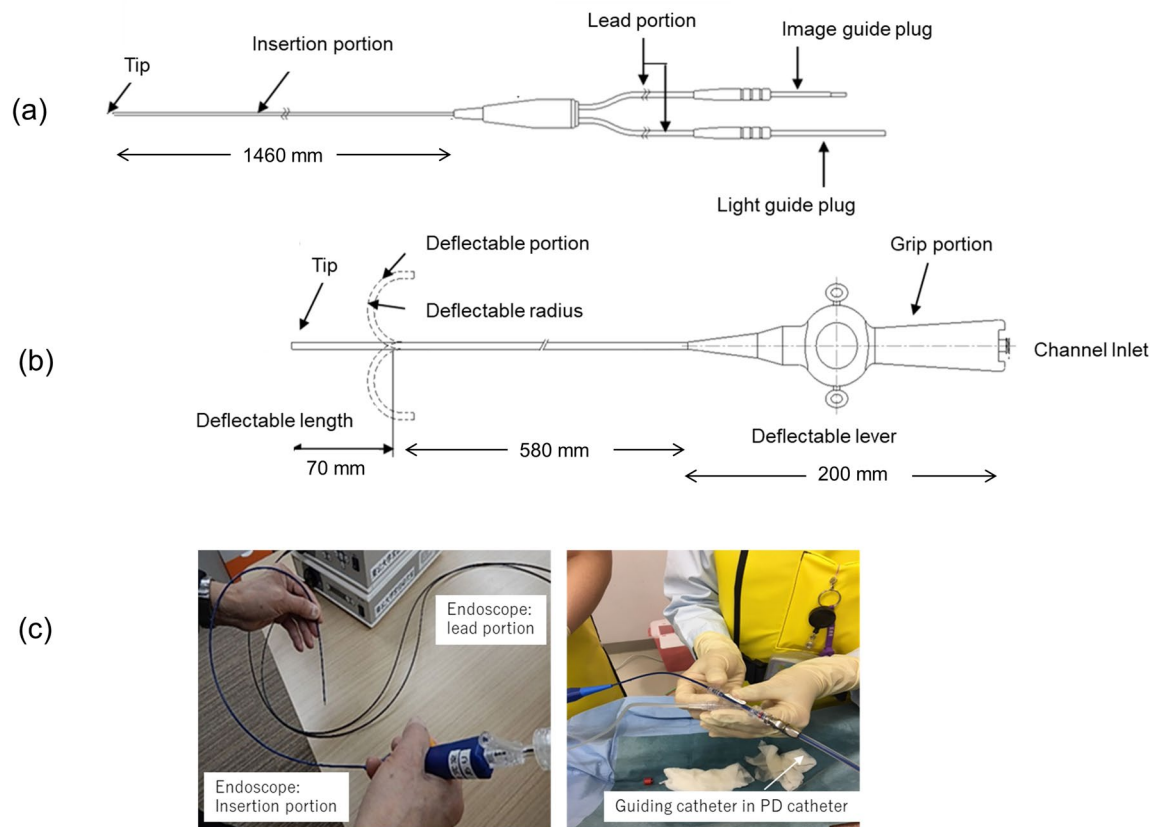 (a)
Tip
Insertion portion
Lead portion
Image guide plug
1460 mm
Light guide plug
(b)
Tip
Deflectable portion
Deflectable radius
Grip portion
Channel Inlet
Deflectable length
Deflectable lever
70 mm
580 mm
200 mm
(c)
Endoscope:
lead portion
Endoscope:
Insertion portion
Guiding catheter in PD catheter